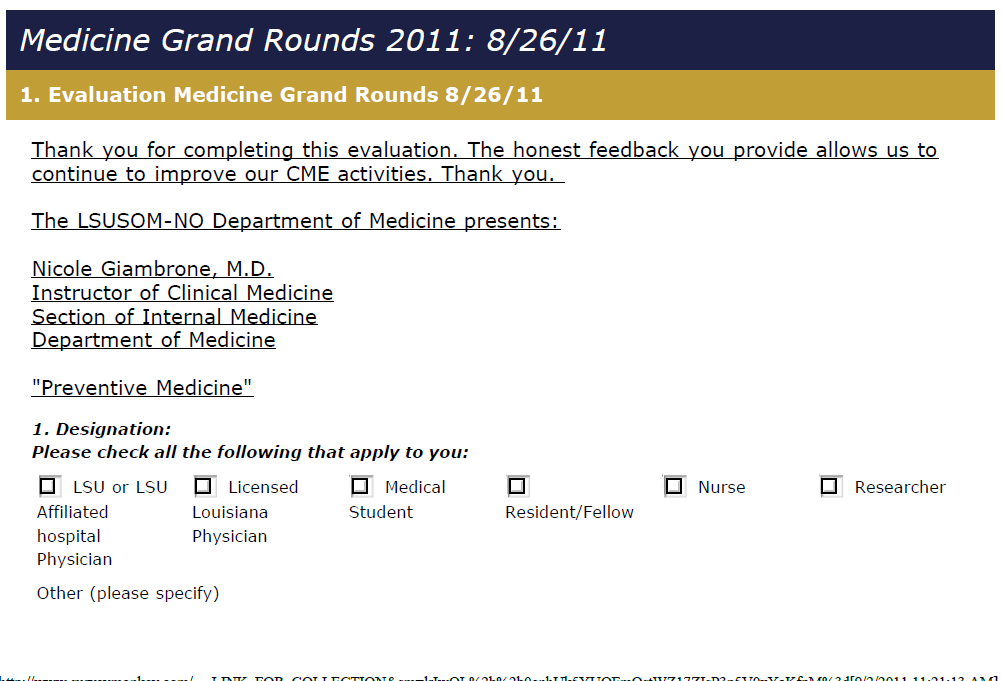 Medicine Grand Rounds 2011: 8/26/11
1. Evaluation Medicine Grand Rounds 8/26/11
Thank you for completing this evaluation. The honest feedback you provide allows us to
continue to improve our CME activities. Thank you.
The LSUSOM-NO Department of Medicine presents:
Nicole Giambrone, M.D.
Instructor of Clinical Medicine
Section of Internal Medicine
Department of Medicine
"Preventive Medicine"
1. Designation:
Please check all the following that apply to you:
LSU or LSU Affiliated hospital Physician
Licensed Louisiana Physician
Medical Student
Resident/Fellow
Nurse
Researcher
Other (please specify)